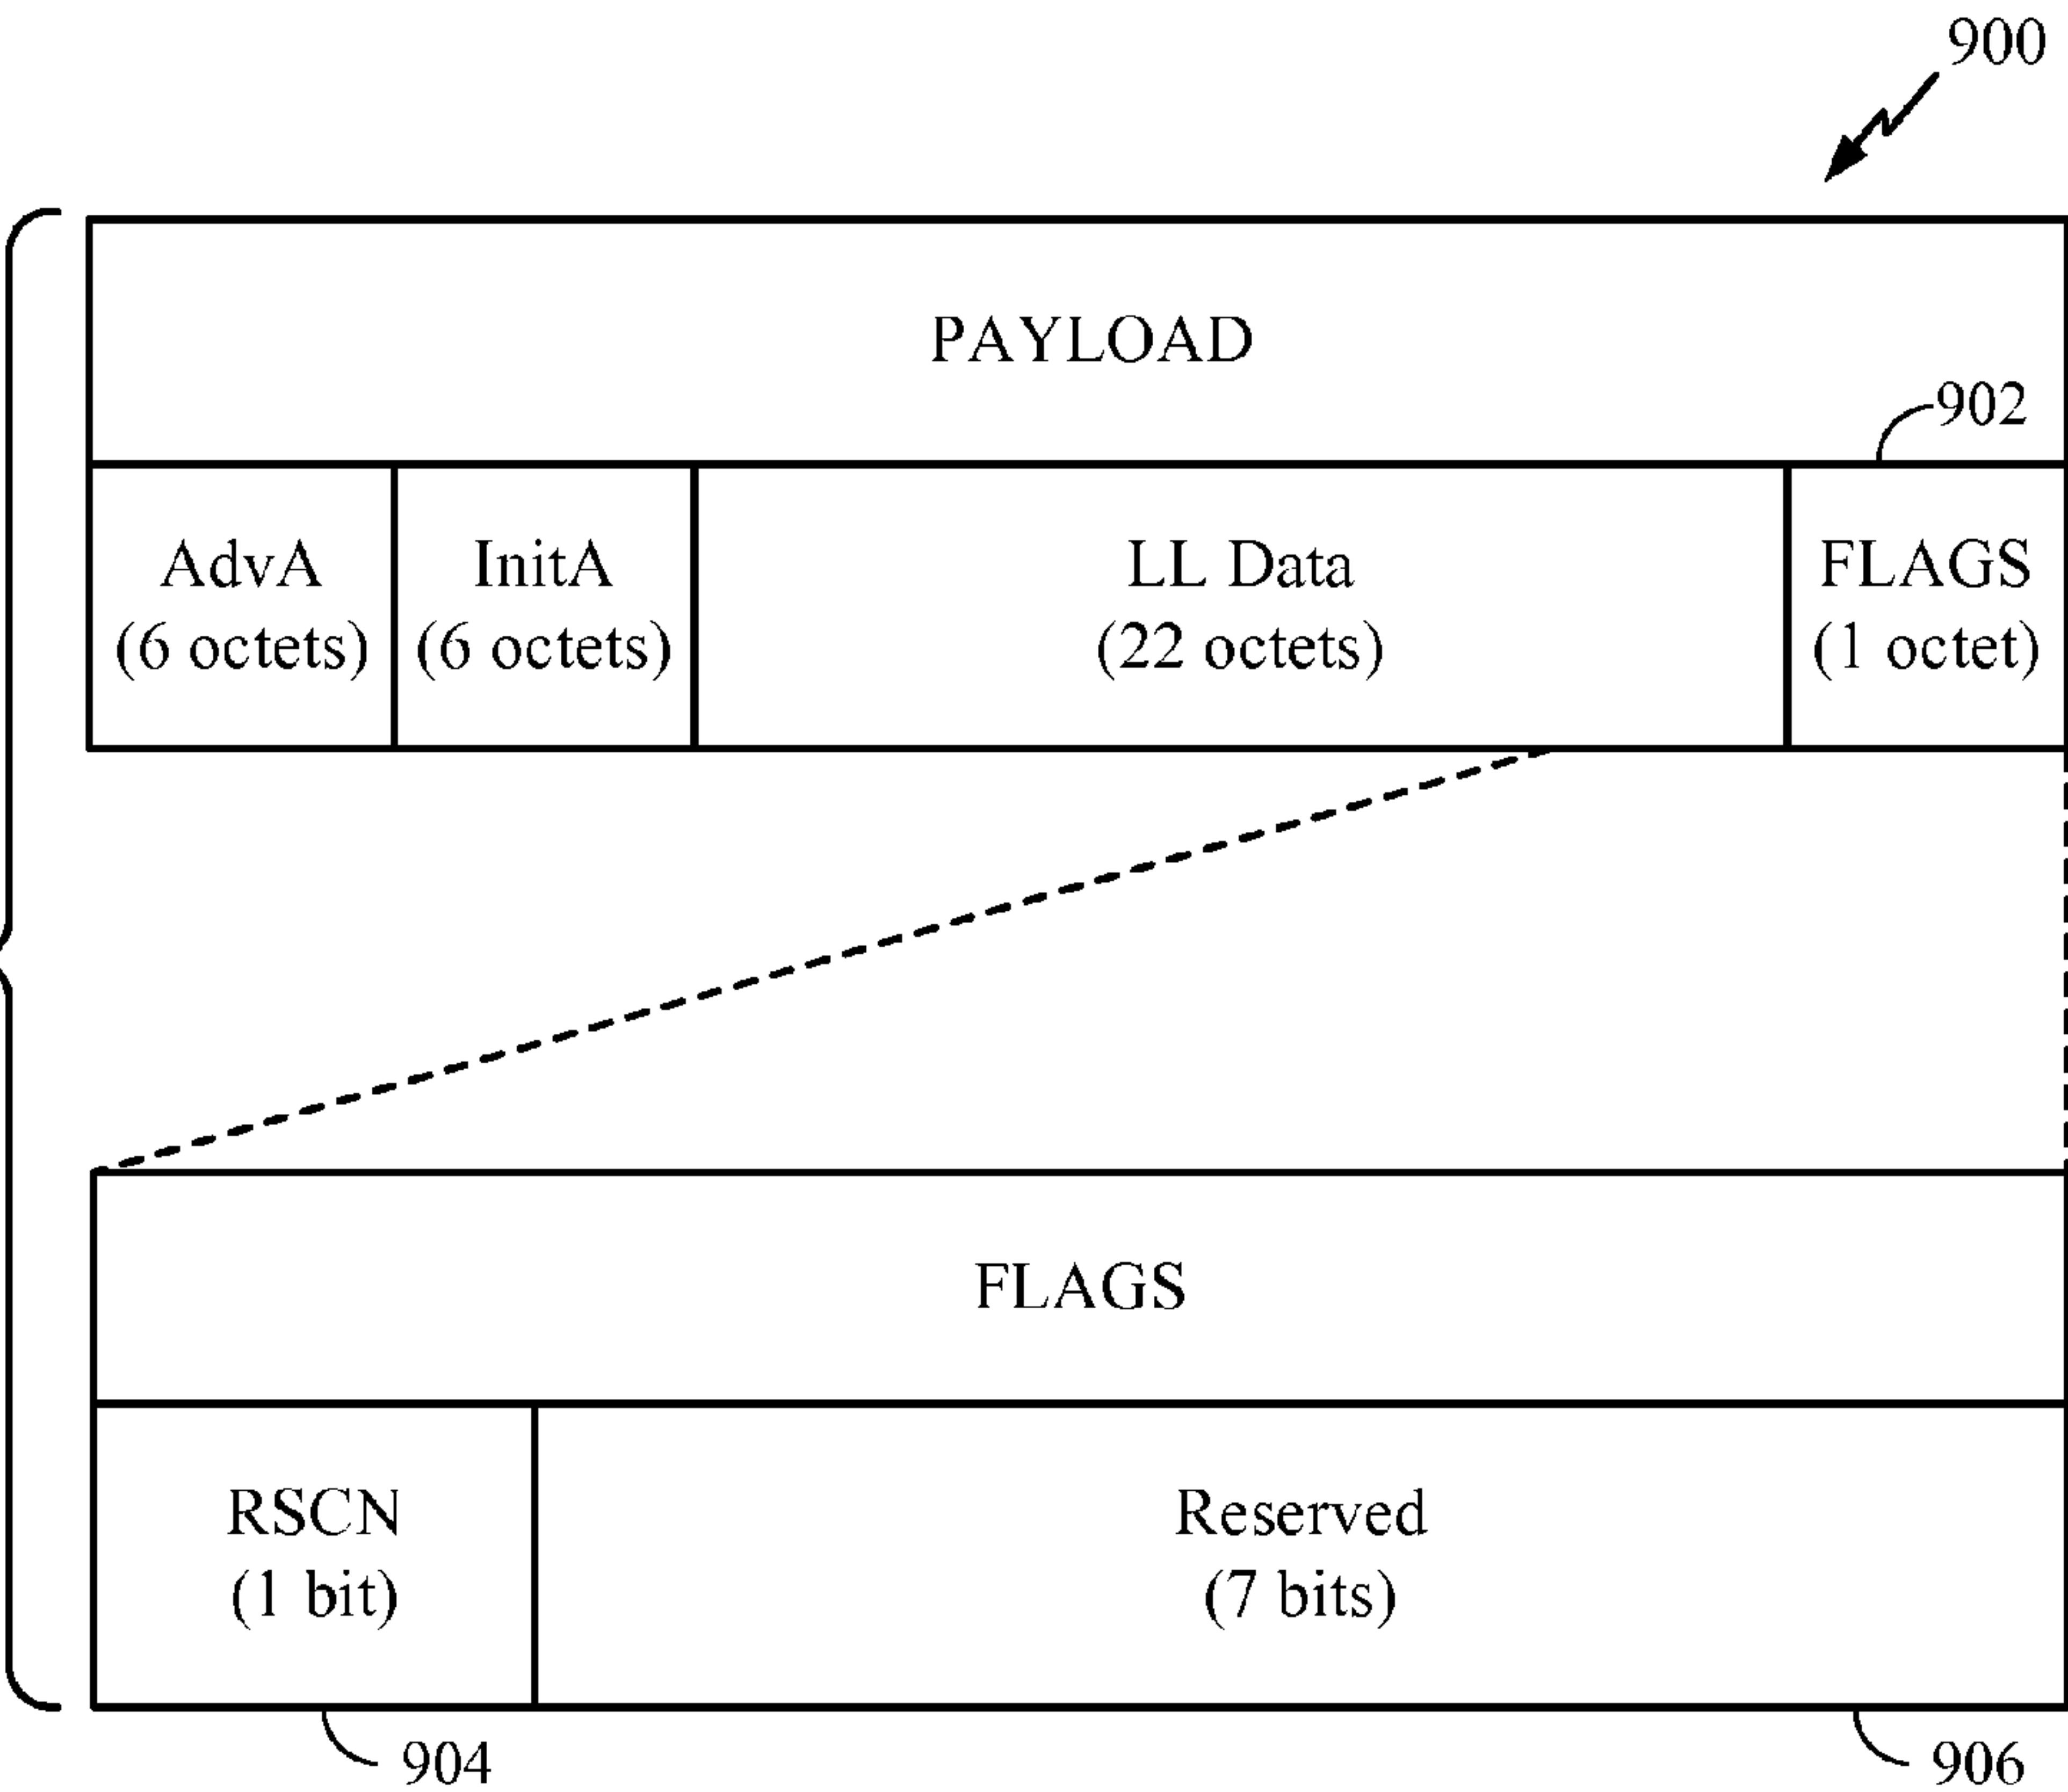 900
PAYLOAD
902
AdvA
(6 octets)
InitA
(6 octets)
LL Data
(22 octets)
FLAGS
(1 octet)
FLAGS
RSCN
(1 bit)
Reserved
(7 bits)
904
906